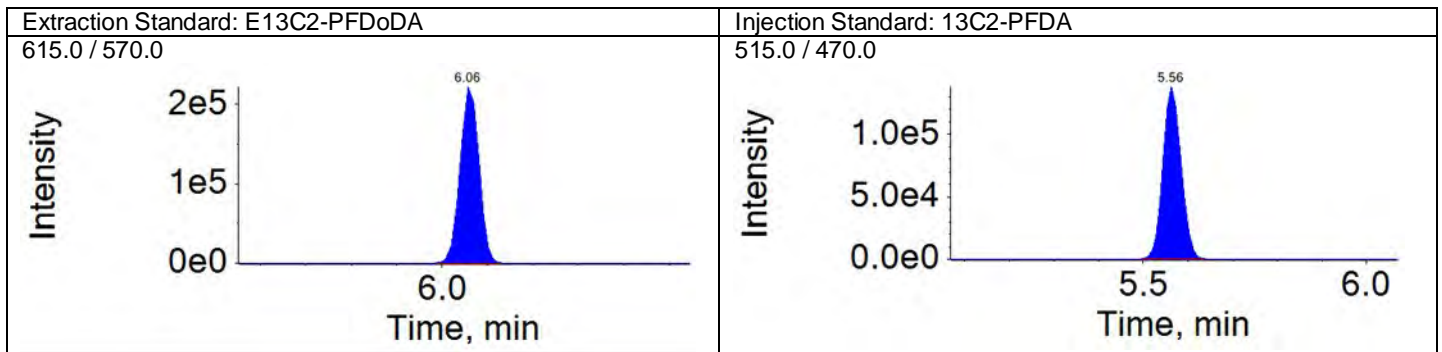 Extraction Standard: E13C2-PFDoDA
615.0 / 570.0
6.06
2e5
1e5
0e0
Intensity
6.0
Time, min
Injection Standard: 13C2-PFDA
515.0 / 470.0
5.56
1.0e5
5.0e4
0.0e0
Intensity
5.5 6.0
Time, min